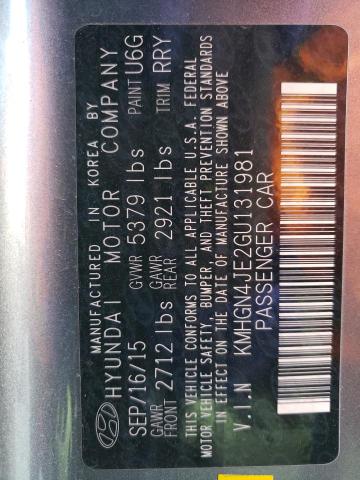 MANUFACTURED IN KOREA BY
HYUNDAI MOTOR COMPANY
SEP/16/15 GVWR 5379 lbs PAINT U6G
GAWR FRONT 2712 lbs GAWR REAR 2921 lbs TRIM RRY
THIS VEHICLE CONFORMS TO ALL APPLICABLE U.S.A. FEDERAL
MOTOR VEHICLE SAFETY, BUMPER, AND THEFT PREVENTION STANDARDS
IN EFFECT ON THE DATE OF MANUFACTURE SHOWN ABOVE
V.I.N KMHGN4JE2GU131981
PASSENGER CAR